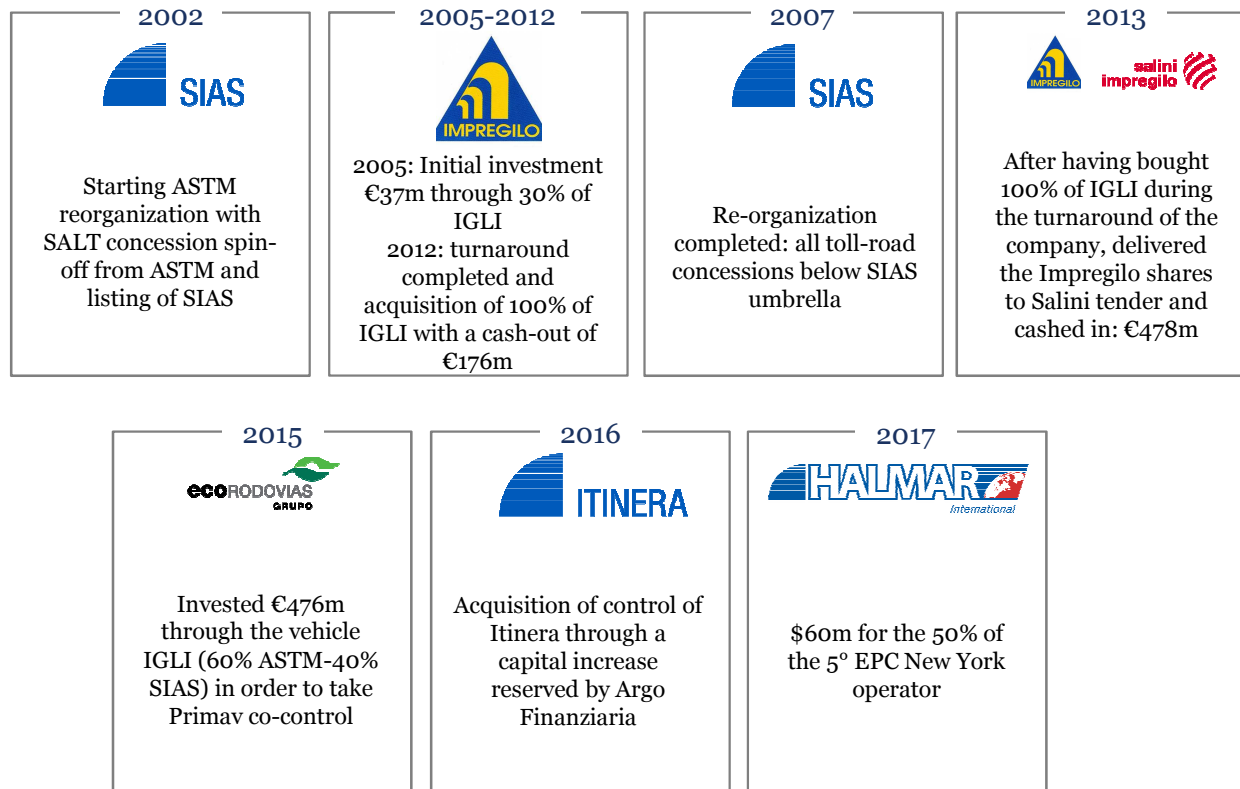 2002
SIAS
Starting ASTM
reorganization with
SALT concession spin-
off from ASTM and
listing of SIAS
2005-2012
IMPREGILO
2005: Initial investment
€37m through 30% of
IGLI
2012: turnaround
completed and
acquisition of 100% of
IGLI with a cash-out of
€176m
2007
SIAS
Re-organization
completed: all toll-road
concessions below SIAS
umbrella
2013
IMPREGILO
salini
impregilo
After having bought
100% of IGLI during
the turnaround of the
company, delivered
the Impregilo shares
to Salini tender and
cashed in: €478m
2015
ecoRODOVIAS
GRUPO
Invested €476m
through the vehicle
IGLI (60% ASTM-40%
SIAS) in order to take
Primav co-control
2016
ITINERA
Acquisition of control of
Itinera through a
capital increase
reserved by Argo
Finanziaria
2017
HALMAR
International
$60m for the 50% of
the 5° EPC New York
operator